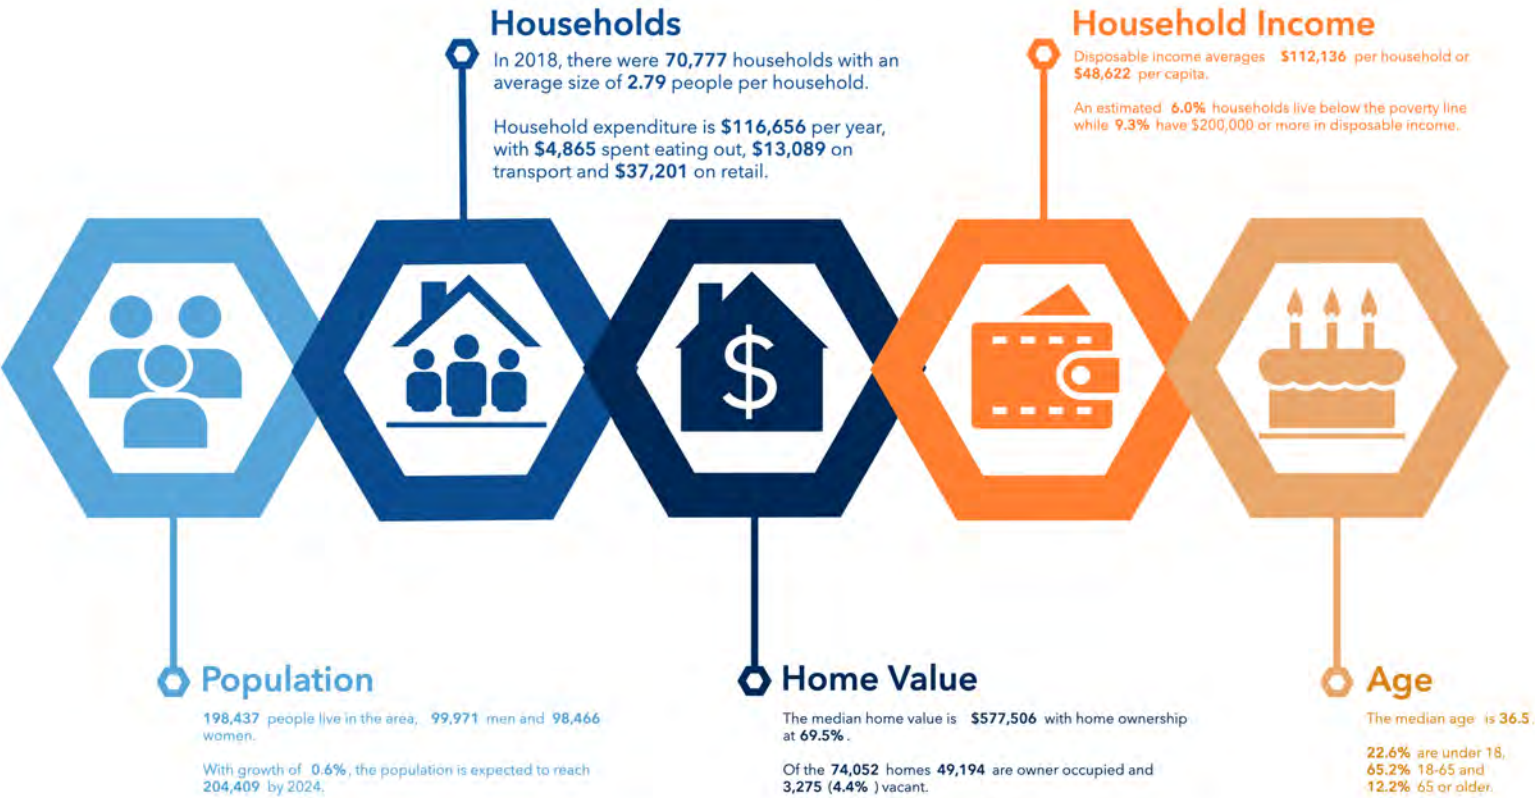 Households
In 2018, there were 70,777 households with an
average size of 2.79 people per household.
Household expenditure is $116,656 per year,
with $4,865 spent eating out, $13,089 on
transport and $37,201 on retail.
Household Income
Disposable income averages $112,136 per household or
$48,622 per capita.
An estimated 6.0% households live below the poverty line
while 9.3% have $200,000 or more in disposable income.
$
Population
198,437 people live in the area, 99,971 men and 98,466
women.
With growth of 0.6%, the population is expected to reach
204,409 by 2024.
Home Value
The median home value is $577,506 with home ownership
at 69.5% .
Of the 74,052 homes 49,194 are owner occupied and
3,275 (4.4% ) vacant.
Age
The median age is 36.5.
22.6% are under 18,
65.2% 18-65 and
12.2% 65 or older.